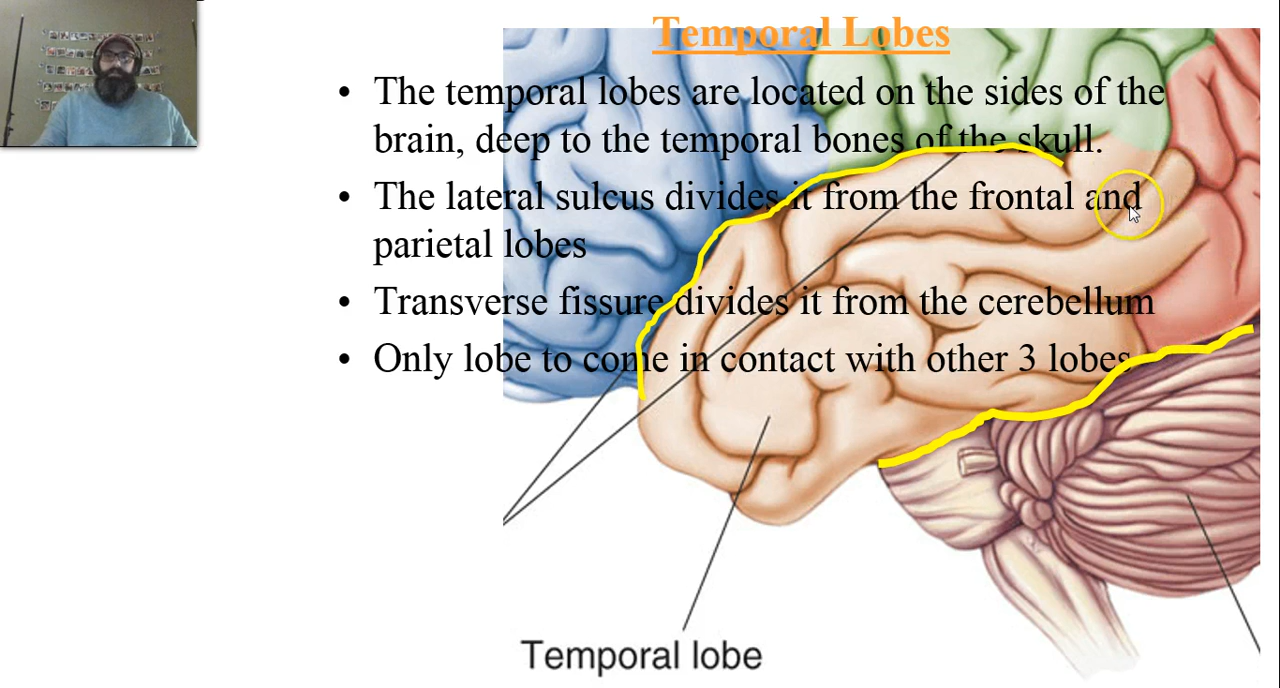 Temporal Lobes
• The temporal lobes are located on the sides of the
brain, deep to the temporal bones of the skull.
• The lateral sulcus divides it from the frontal and
parietal lobes
• Transverse fissure divides it from the cerebellum
• Only lobe to come in contact with other 3 lobes
Temporal lobe